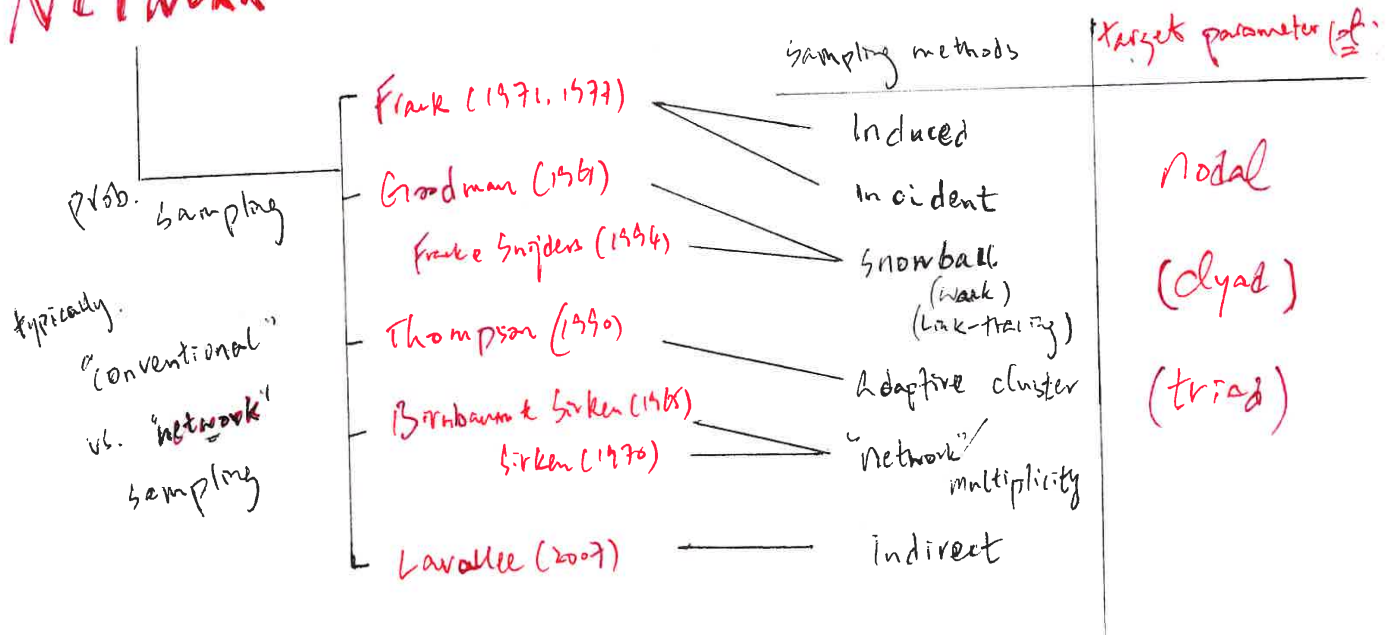 Network
sampling methods
target parameter (of.
Frank (1971, 1977)
Induced
Incident
nodal
prob. sampling
Goodman (1961)
Frank & Snijders (1994)
Snowball
(walk)
(Link-tracing)
(dyad)
typically.
"conventional"
vs. "network"
sampling
Thompson (1990)
Adaptive cluster
(triad)
Birnbaum & Sirken (1965)
Sirken (1970)
"network"/
multiplicity
Lavallee (2007)
indirect